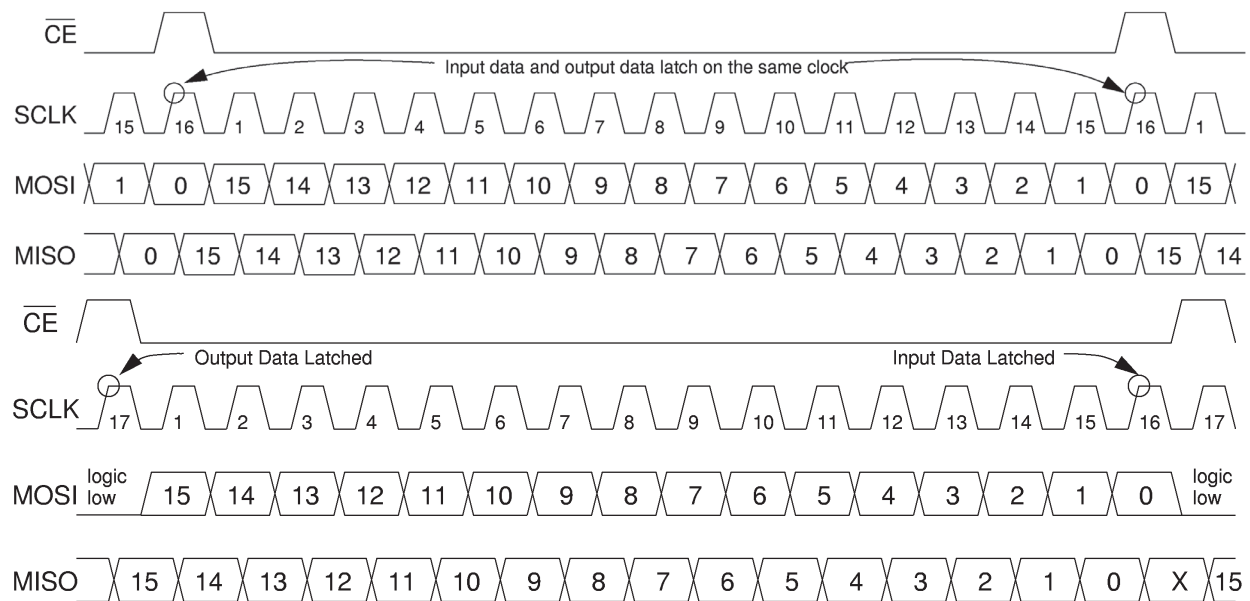 CE
Input data and output data latch on the same clock
SCLK 15 16 1 2 3 4 5 6 7 8 9 10 11 12 13 14 15 16 1
MOSI 1 0 15 14 13 12 11 10 9 8 7 6 5 4 3 2 1 0 15
MISO 0 15 14 13 12 11 10 9 8 7 6 5 4 3 2 1 0 15 14
CE
Output Data Latched Input Data Latched
SCLK 17 1 2 3 4 5 6 7 8 9 10 11 12 13 14 15 16 17
MOSI logic low 15 14 13 12 11 10 9 8 7 6 5 4 3 2 1 0 logic low
MISO 15 14 13 12 11 10 9 8 7 6 5 4 3 2 1 0 X 15